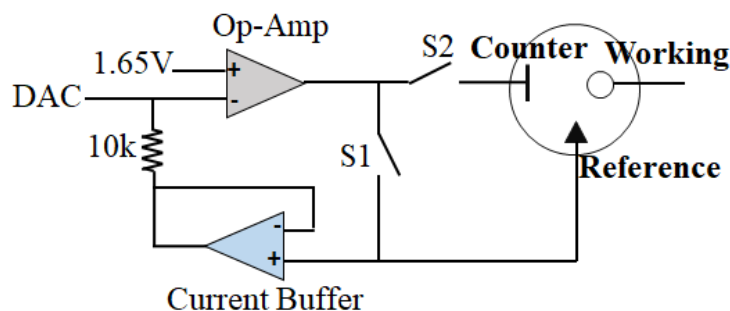 Op-Amp
S2
Counter
Working
1.65V
+
DAC
-
10k
S1
Reference
-
+
Current Buffer